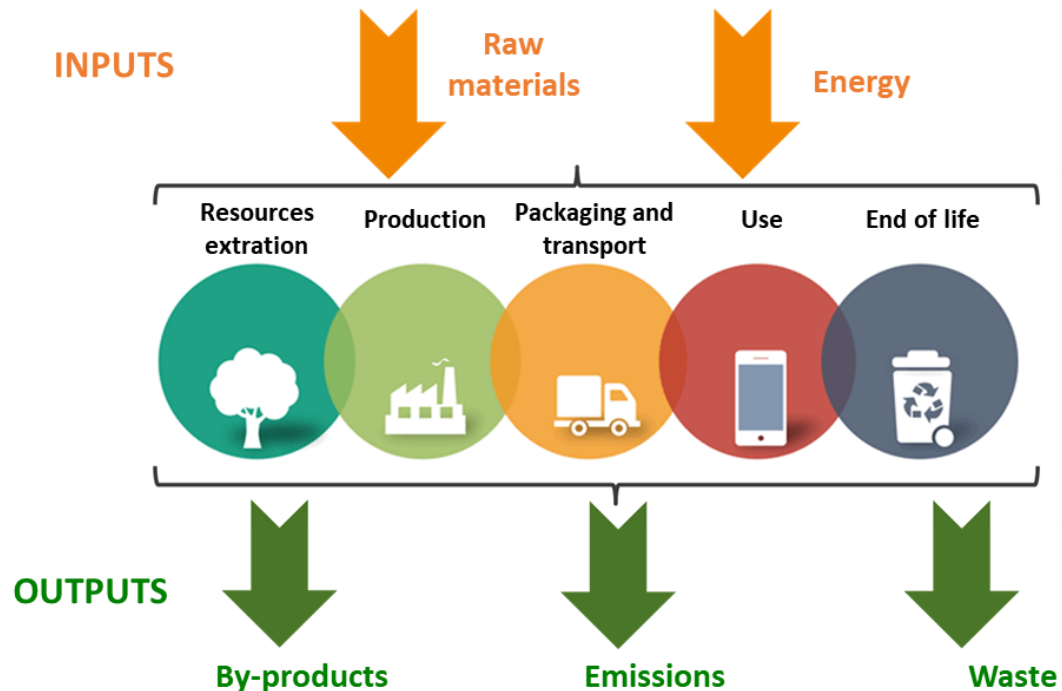 INPUTS
Raw
materials
Energy
Resources
extration
Production
Packaging and
transport
Use
End of life
OUTPUTS
By-products
Emissions
Waste